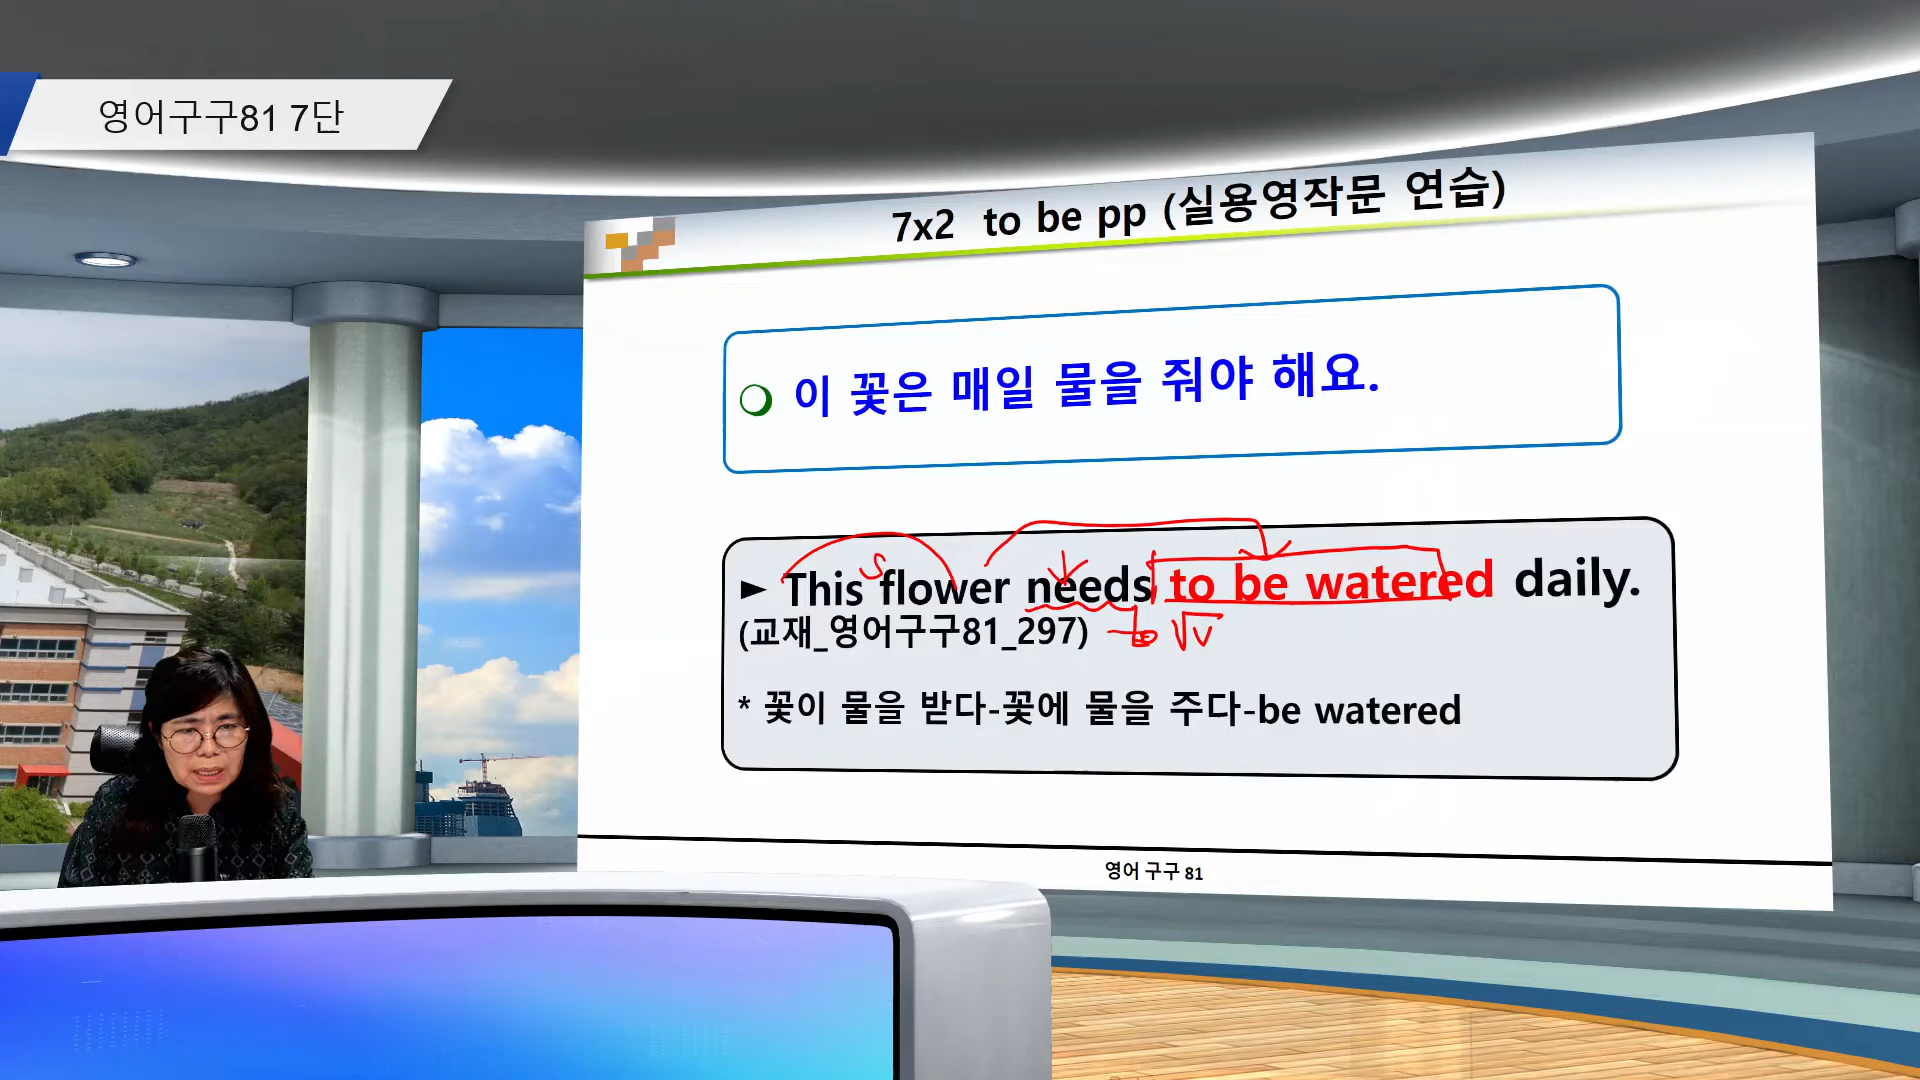 영어구구81 7단
7x2 to be pp (실용영작문 연습)
이 꽃은 매일 물을 줘야 해요.
S
► This flower needs to be watered daily.
(교재_영어구구81_297) to √v
* 꽃이 물을 받다-꽃에 물을 주다-be watered
영어 구구 81